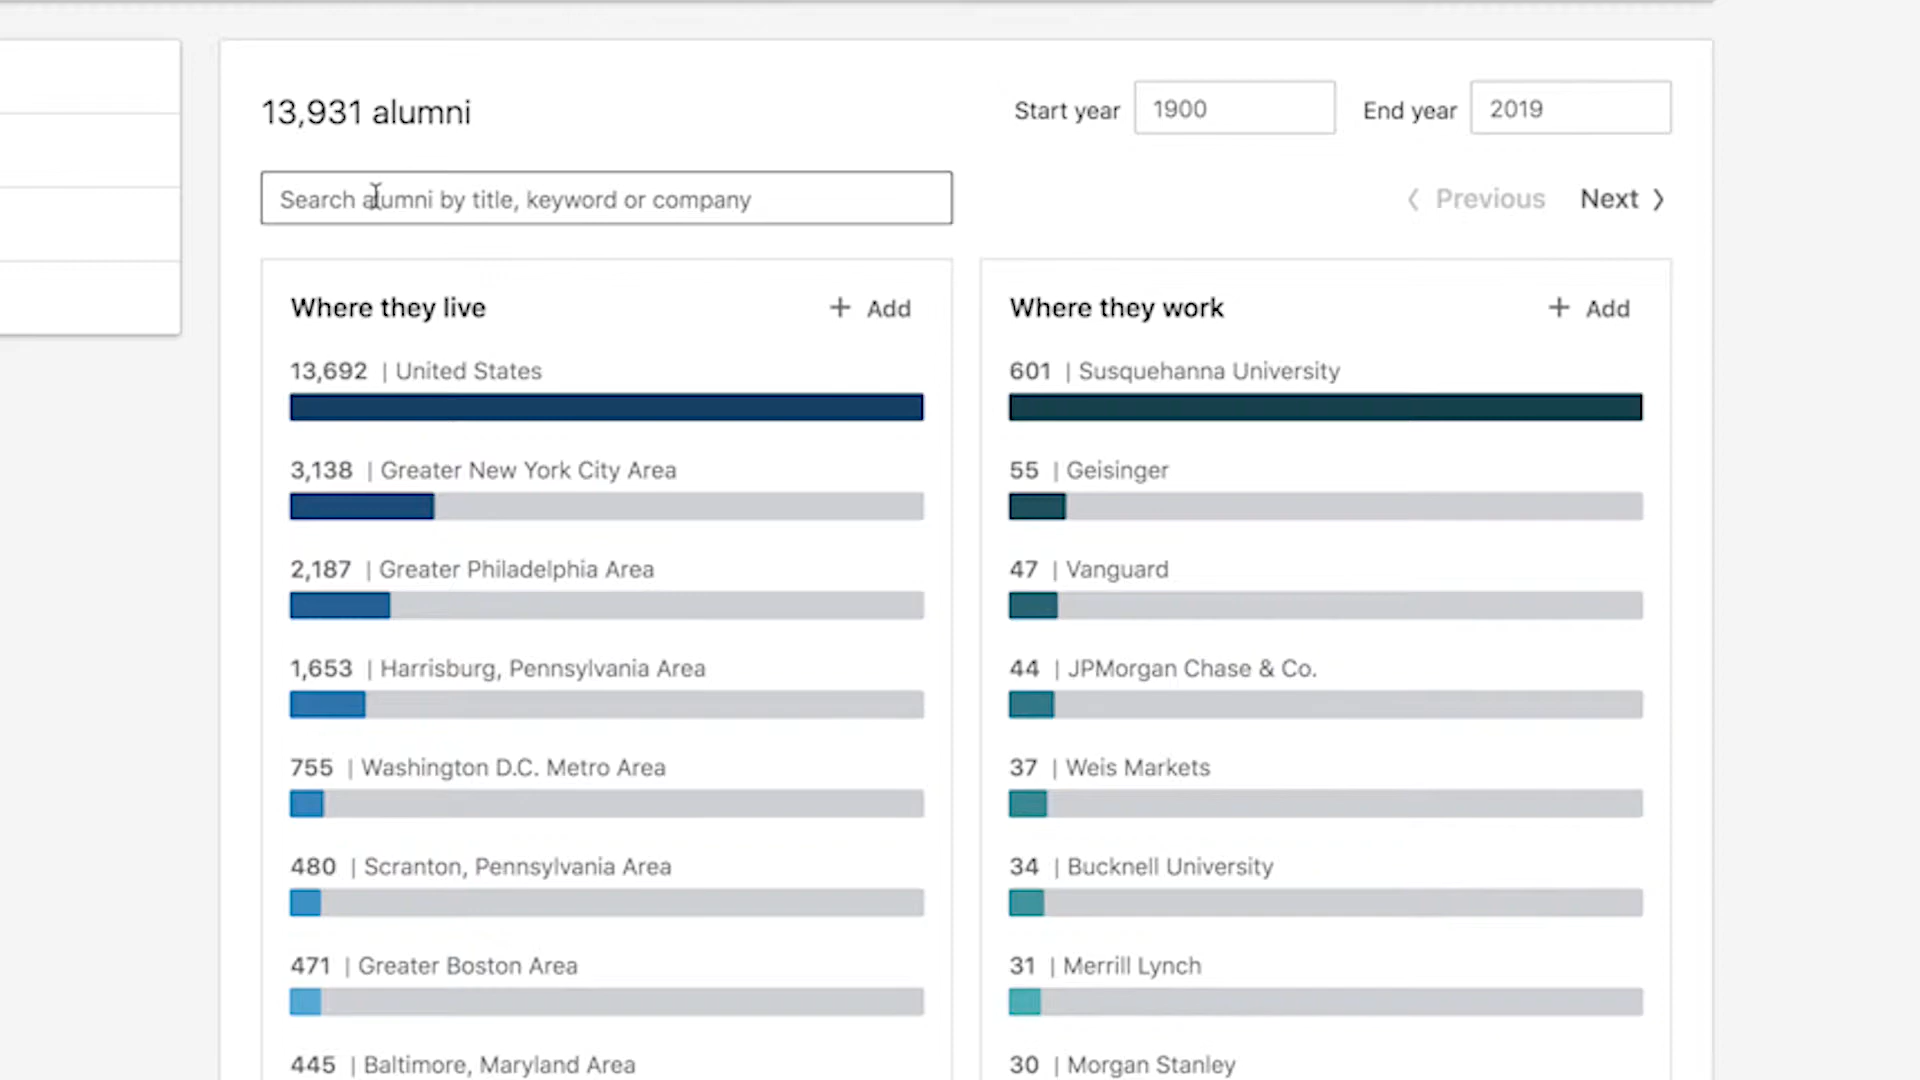 13,931 alumni
Start year 1900 End year 2019
Search alumni by title, keyword or company
Previous Next
Where they live
+ Add
13,692 | United States
3,138 | Greater New York City Area
2,187 | Greater Philadelphia Area
1,653 | Harrisburg, Pennsylvania Area
755 | Washington D.C. Metro Area
480 | Scranton, Pennsylvania Area
471 | Greater Boston Area
445 | Baltimore, Maryland Area
Where they work
+ Add
601 | Susquehanna University
55 | Geisinger
47 | Vanguard
44 | JPMorgan Chase & Co.
37 | Weis Markets
34 | Bucknell University
31 | Merrill Lynch
30 | Morgan Stanley